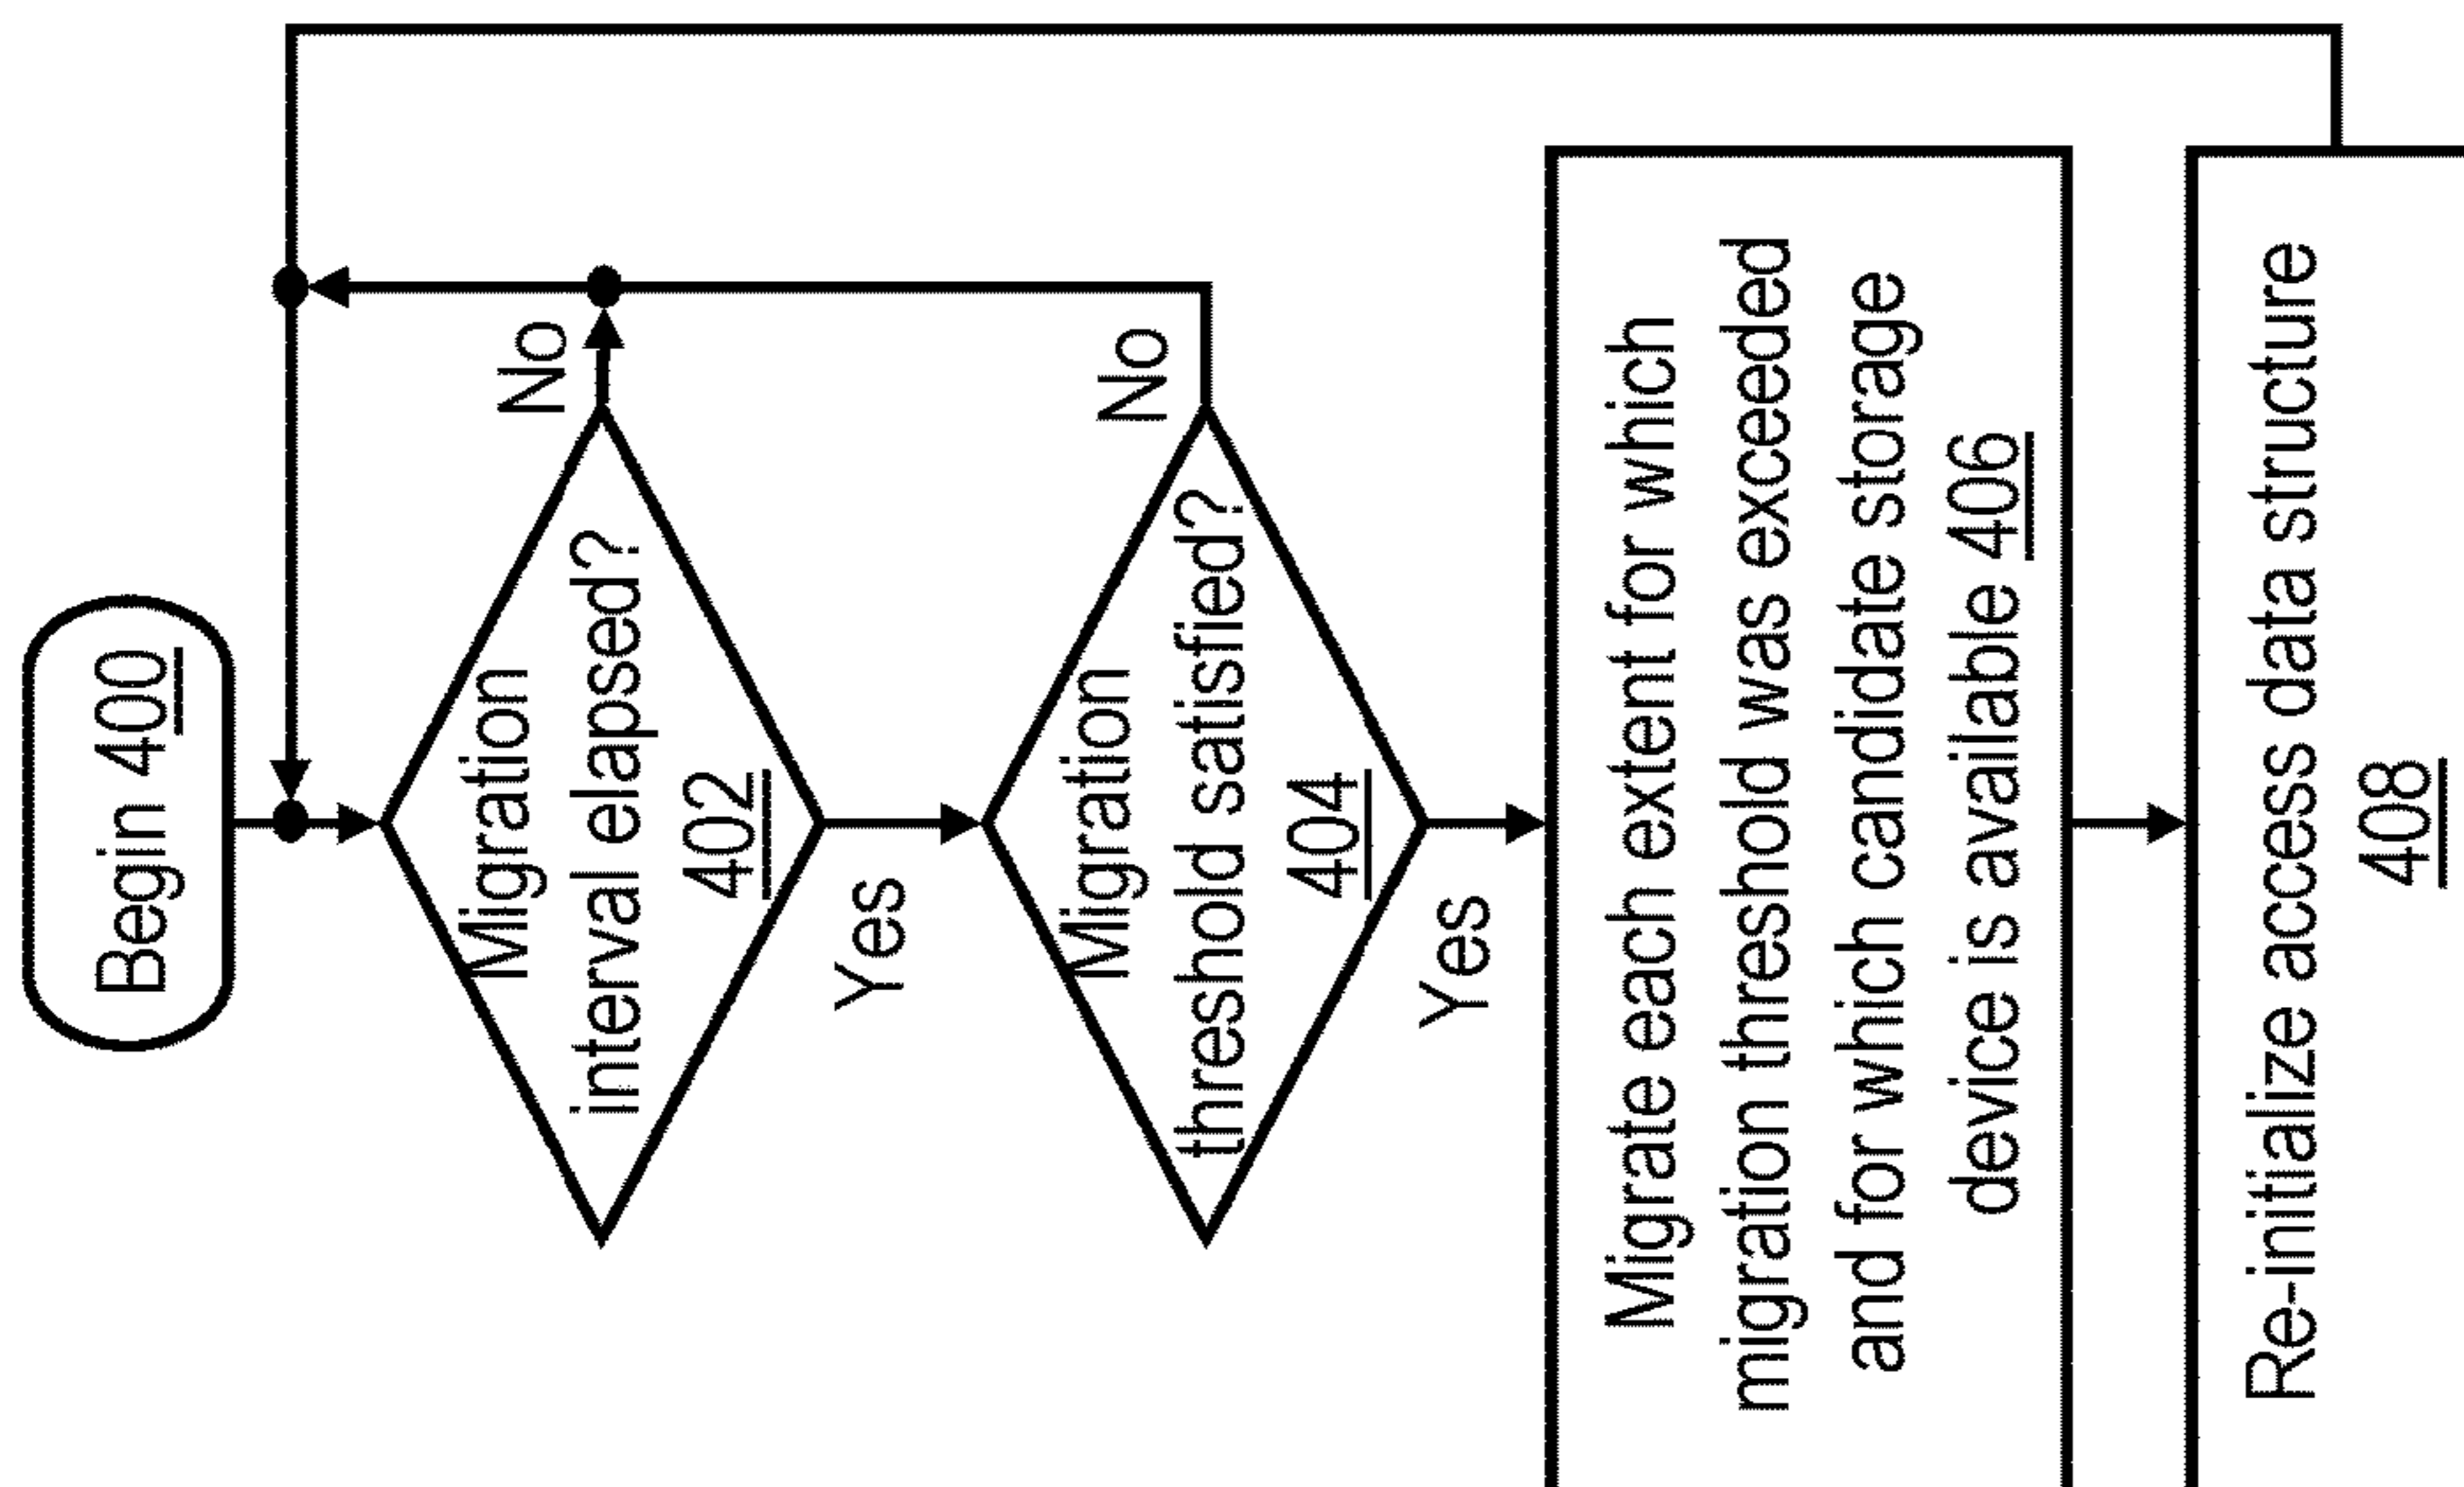 Begin 400
Migration
interval elapsed?
402
No
Yes
Migration
threshold satisfied?
404
No
Yes
Migrate each extent for which
migration threshold was exceeded
and for which candidate storage
device is available 406
Re-initialize access data structure
408